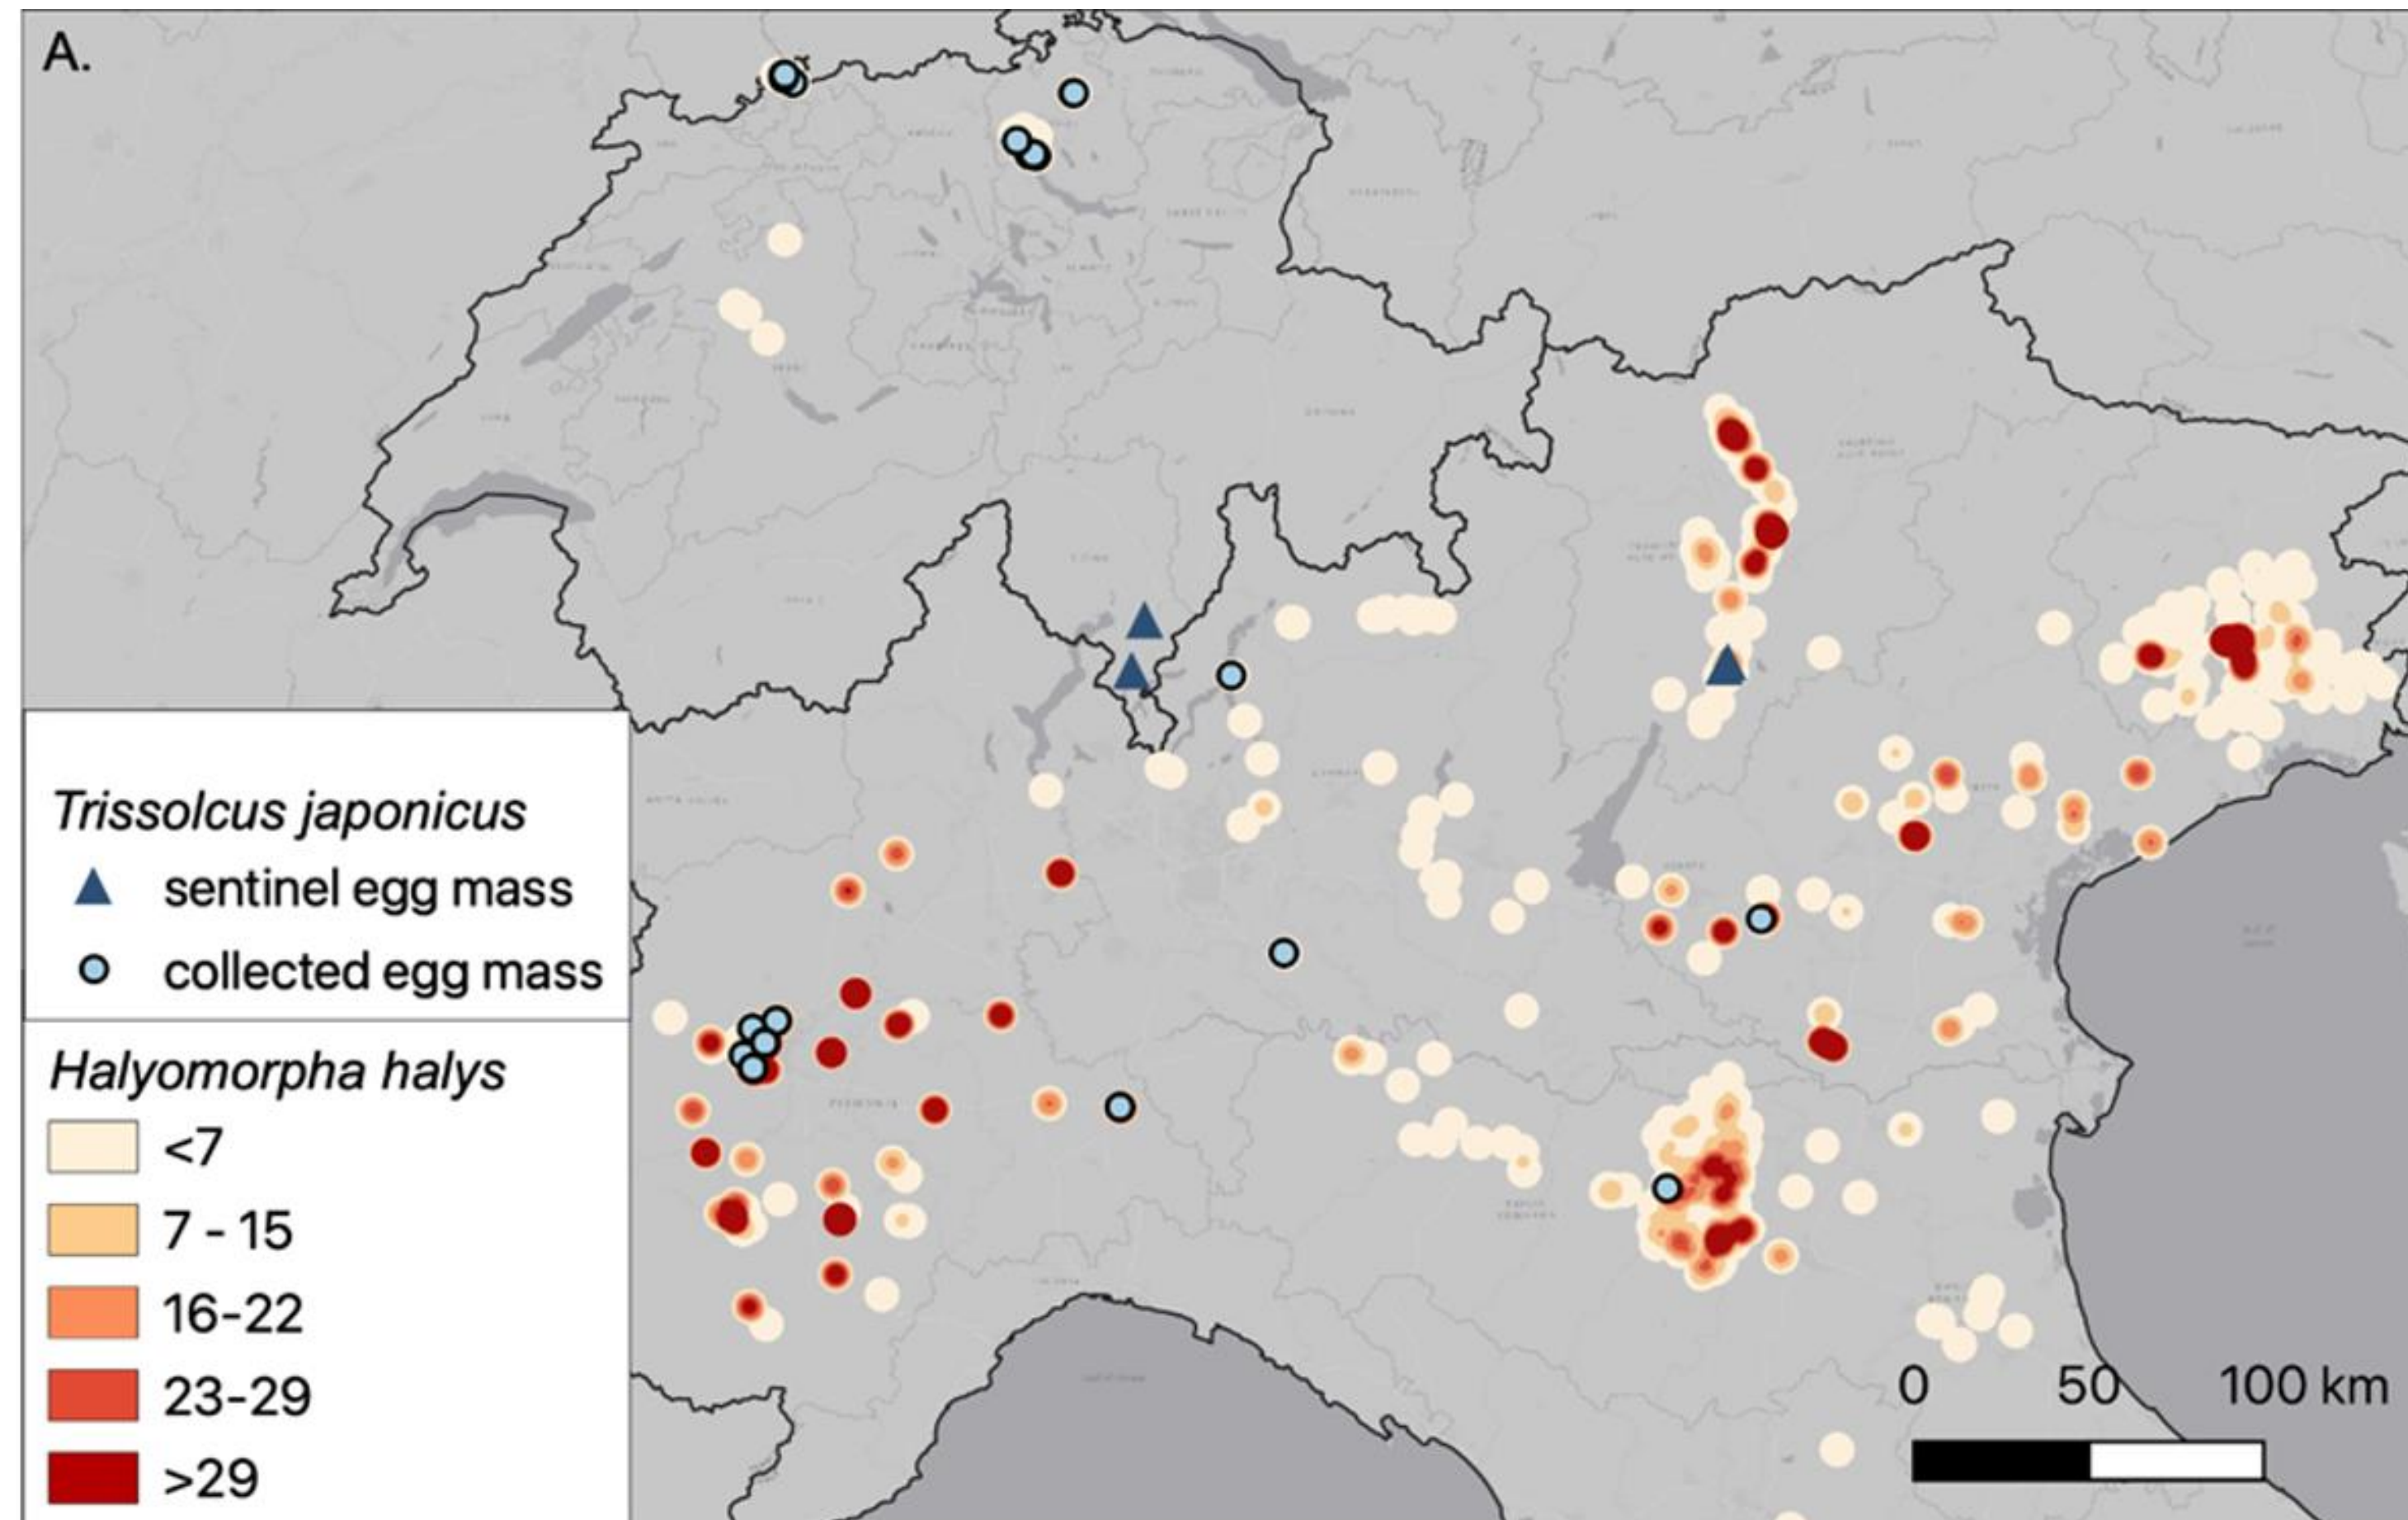 A.
Trissolcus japonicus
sentinel egg mass
collected egg mass
Halyomorpha halys
<7
7 - 15
16-22
23-29
>29
0 50 100 km